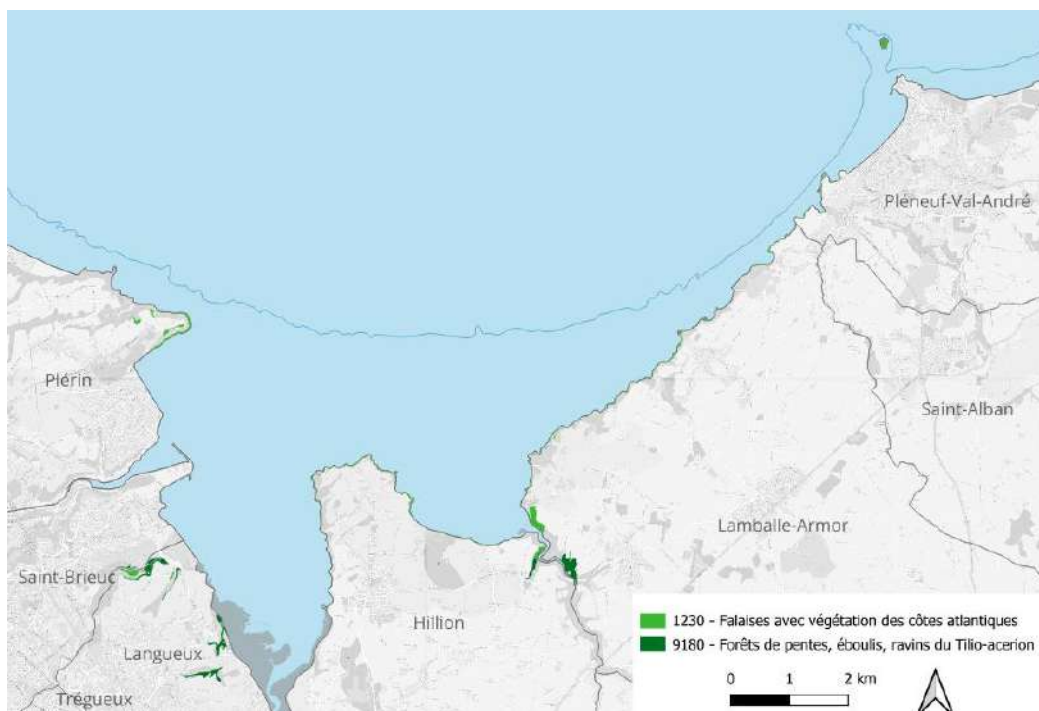 Pléneuf-Val-André
Plérin
Saint-Alban
Lamballe-Armor
Saint-Brieuc
Hillion
Langueux
Trégueux
1230 - Falaises avec végétation des côtes atlantiques
9180 - Forêts de pentes, éboulis, ravins du Tilio-acerion
0 1 2 km